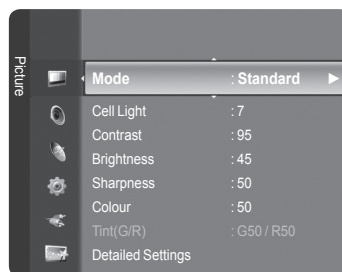 Picture
Mode : Standard
Cell Light : 7
Contrast : 95
Brightness : 45
Sharpness : 50
Colour : 50
Tint(G/R) : G50 / R50
Detailed Settings